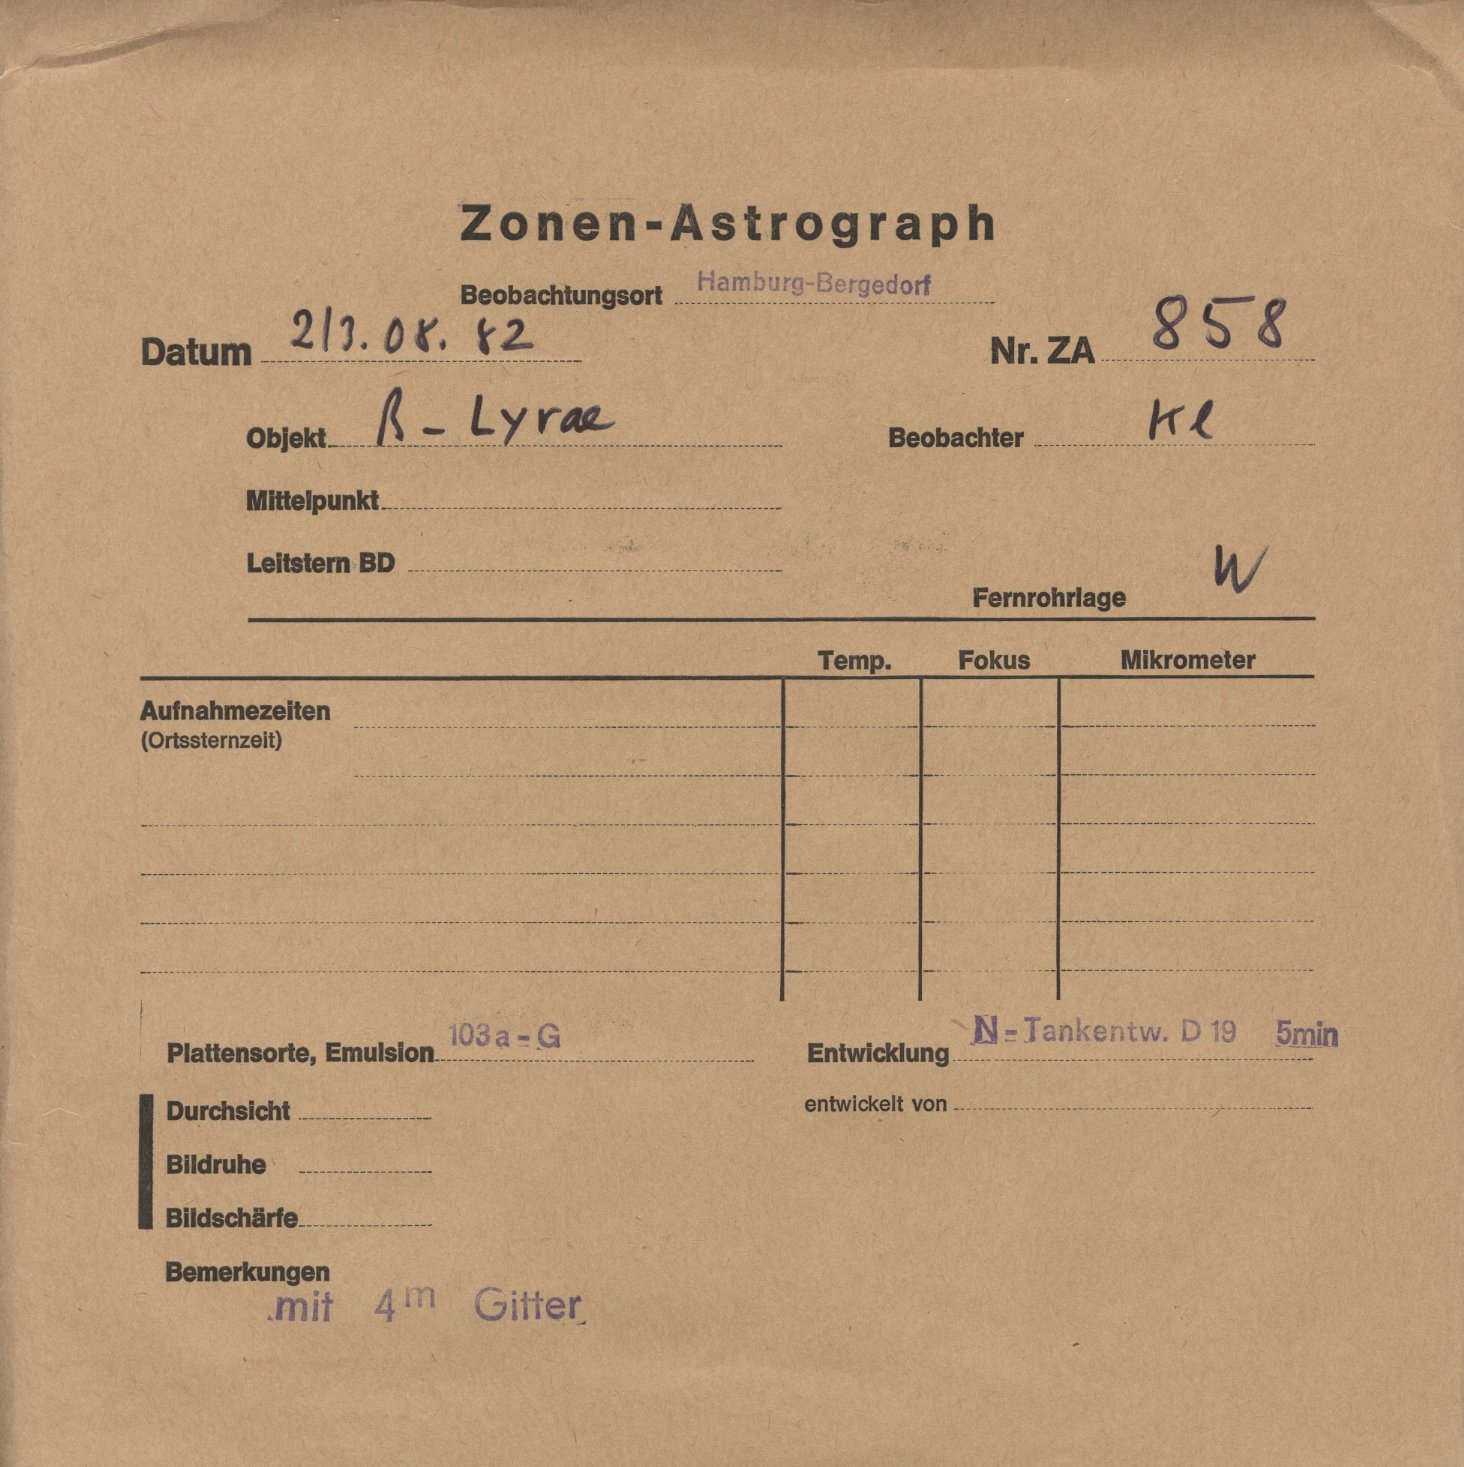 Zonen-Astrograph
Beobachtungsort Hamburg-Bergedorf
Datum 2/3. 08. 82 Nr. ZA 858
Objekt β - Lyrae Beobachter Kl
Mittelpunkt
Leitstern BD
Fernrohrlage W
Temp. Fokus Mikrometer
Aufnahmezeiten
(Ortssternzeit)
Plattensorte, Emulsion 103a-G Entwicklung N-Tankentw. D 19 5min
Durchsicht entwickelt von
Bildruhe
Bildschärfe
Bemerkungen
mit 4m Gitter